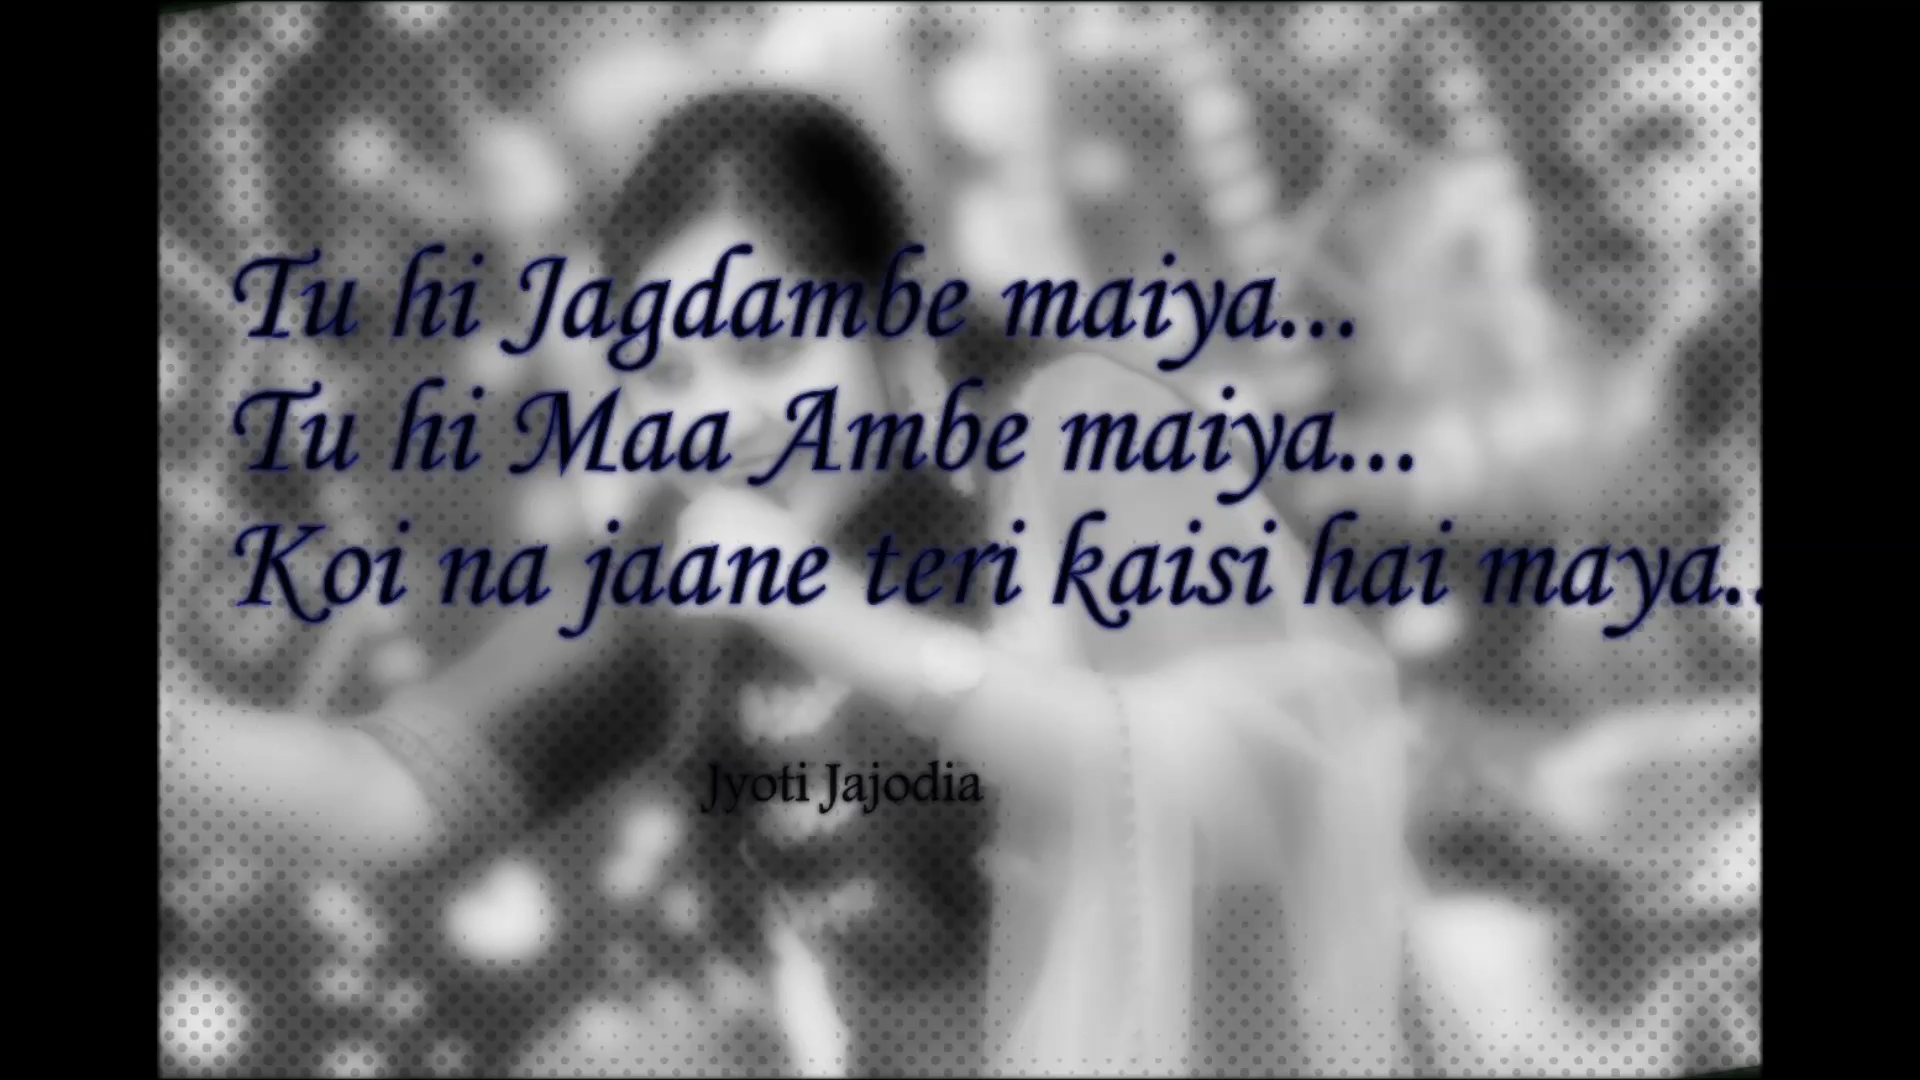 Tu hi Jagdambe maiya...
Tu hi Maa Ambe maiya...
Koi na jaane teri kaisi hai maya..
Jyoti Jajodia